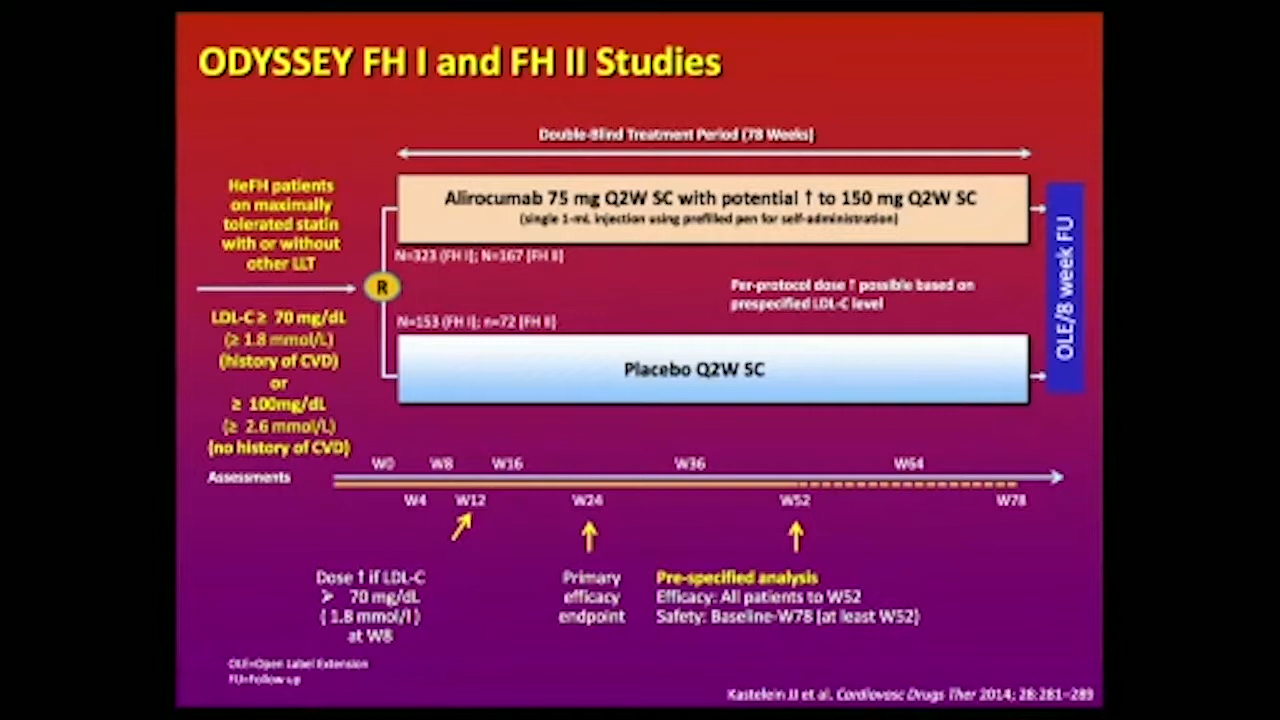 ODYSSEY FH I and FH II Studies
Double-Blind Treatment Period (78 Weeks)
HeFH patients
on maximally
tolerated statin
with or without
other LLT
Alirocumab 75 mg Q2W SC with potential ↑ to 150 mg Q2W SC
(single 1-mL injection using prefilled pen for self-administration)
N=323 (FH I); N=167 (FH II)
R
Per-protocol dose ↑ possible based on
prespecified LDL-C level
OLE/8 week FU
LDL-C ≥ 70 mg/dL
(≥ 1.8 mmol/L)
(history of CVD)
or
≥ 100mg/dL
(≥ 2.6 mmol/L)
(no history of CVD)
N=153 (FH I); n=72 (FH II)
Placebo Q2W SC
Assessments
W0 W8 W16 W36 W64
W4 W12 W24 W52 W78
Dose ↑ if LDL-C
➢ 70 mg/dL
( 1.8 mmol/l )
at W8
Primary
efficacy
endpoint
Pre-specified analysis
Efficacy: All patients to W52
Safety: Baseline-W78 (at least W52)
OLE=Open Label Extension
FU=Follow up
Kastelein JJ et al. Cardiovasc Drugs Ther 2014; 28:281–289